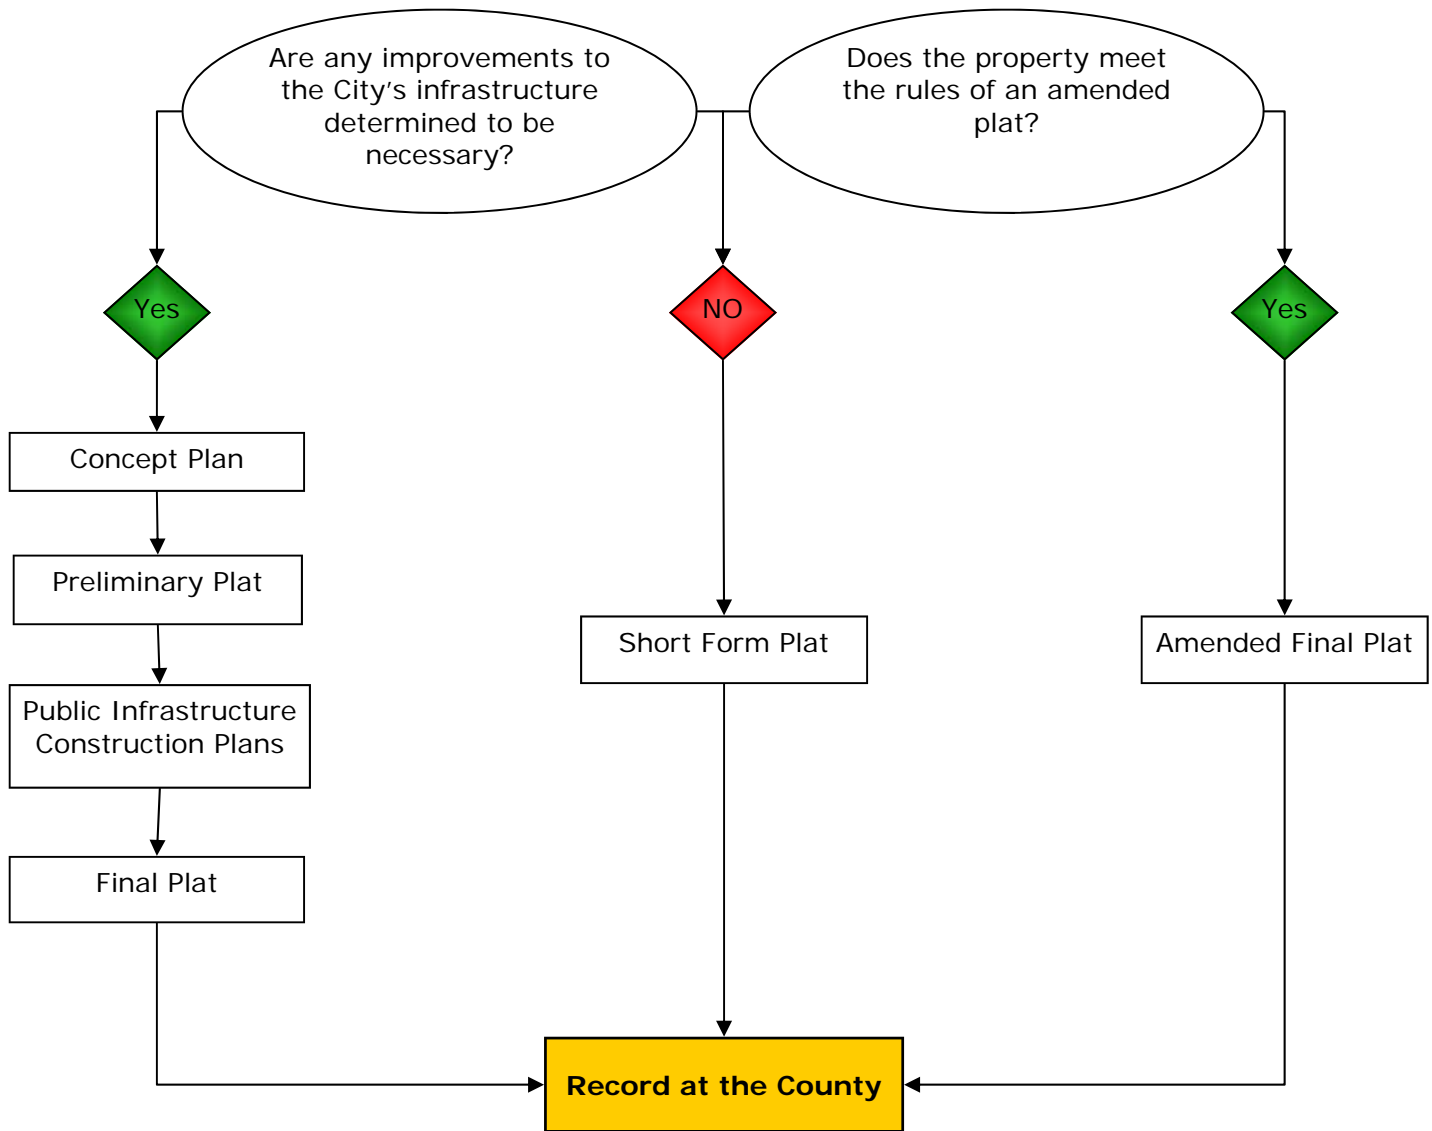 Are any improvements to
the City's infrastructure
determined to be
necessary?
Does the property meet
the rules of an amended
plat?
Yes
NO
Yes
Concept Plan
Preliminary Plat
Public Infrastructure
Construction Plans
Final Plat
Short Form Plat
Amended Final Plat
Record at the County